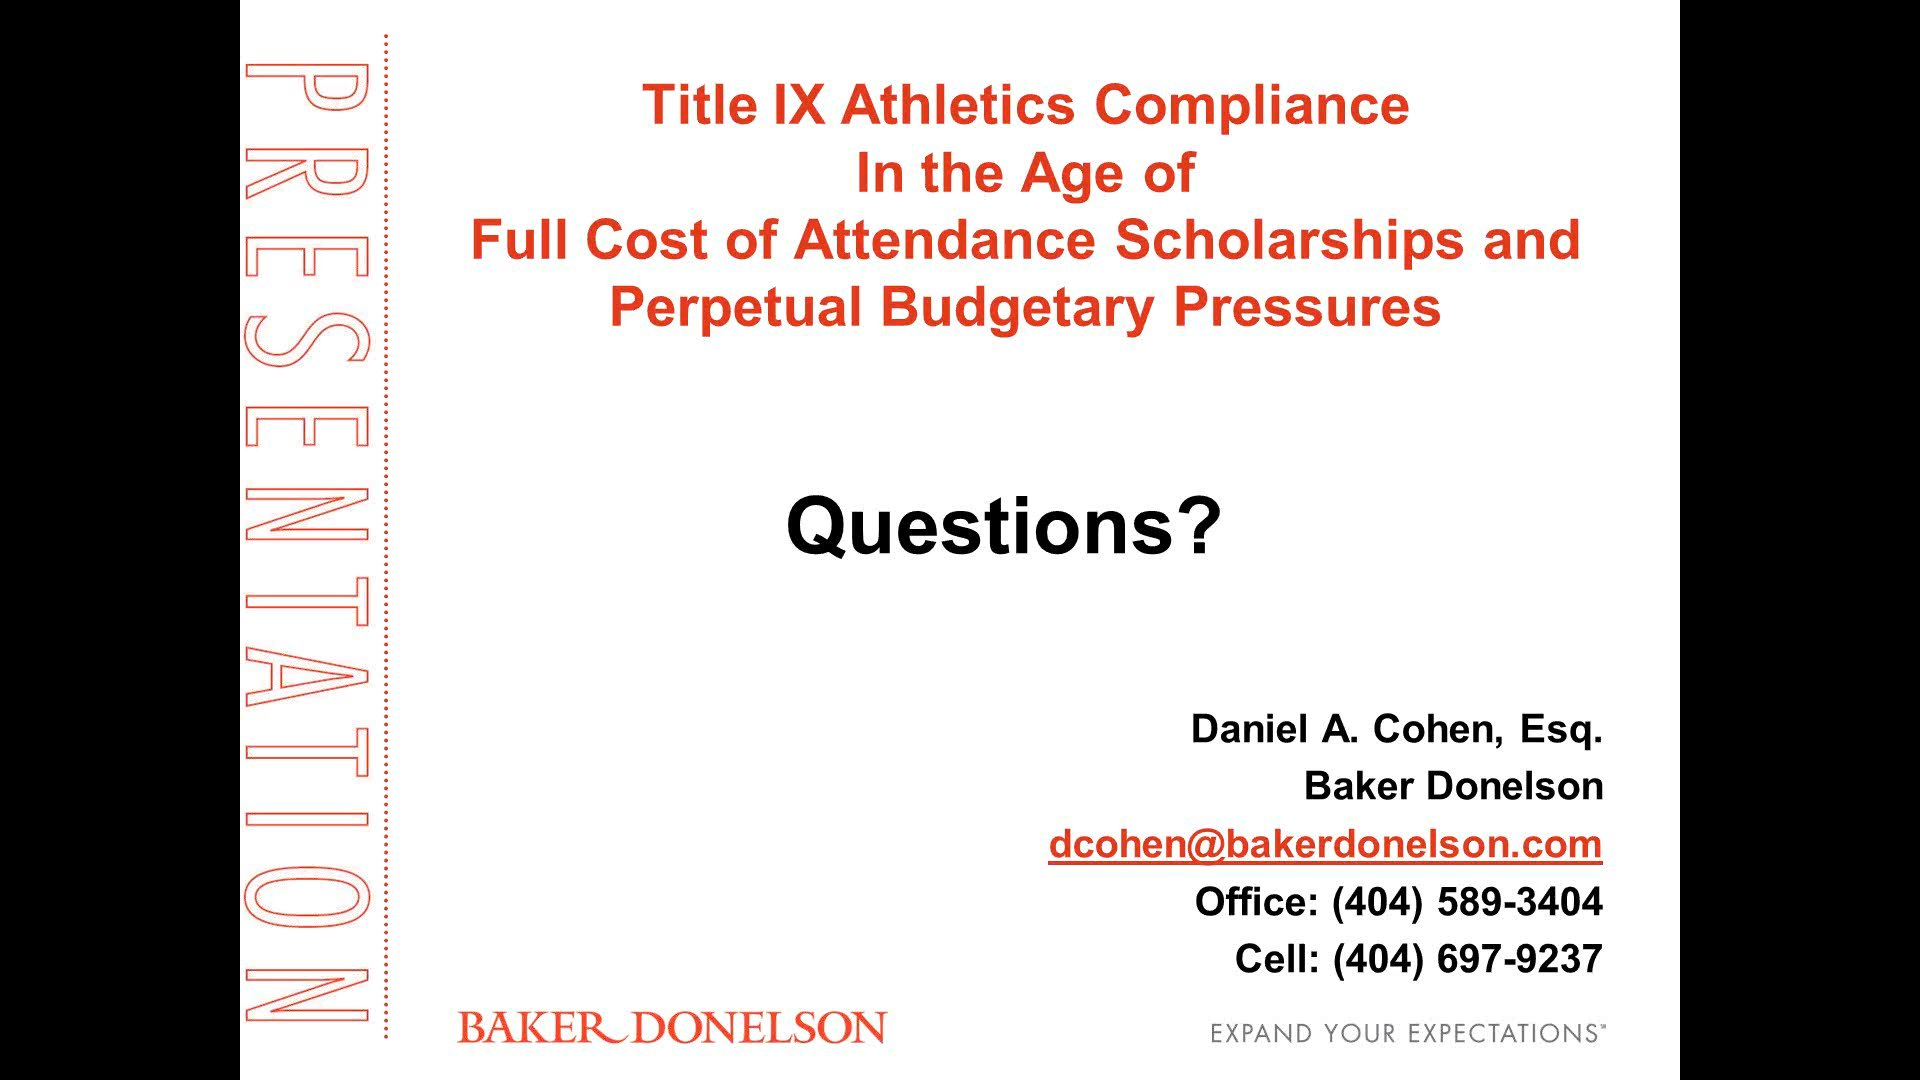 PRESENTATION
Title IX Athletics Compliance
In the Age of
Full Cost of Attendance Scholarships and
Perpetual Budgetary Pressures
Questions?
Daniel A. Cohen, Esq.
Baker Donelson
dcohen@bakerdonelson.com
Office: (404) 589-3404
Cell: (404) 697-9237
BAKER DONELSON
EXPAND YOUR EXPECTATIONS℠